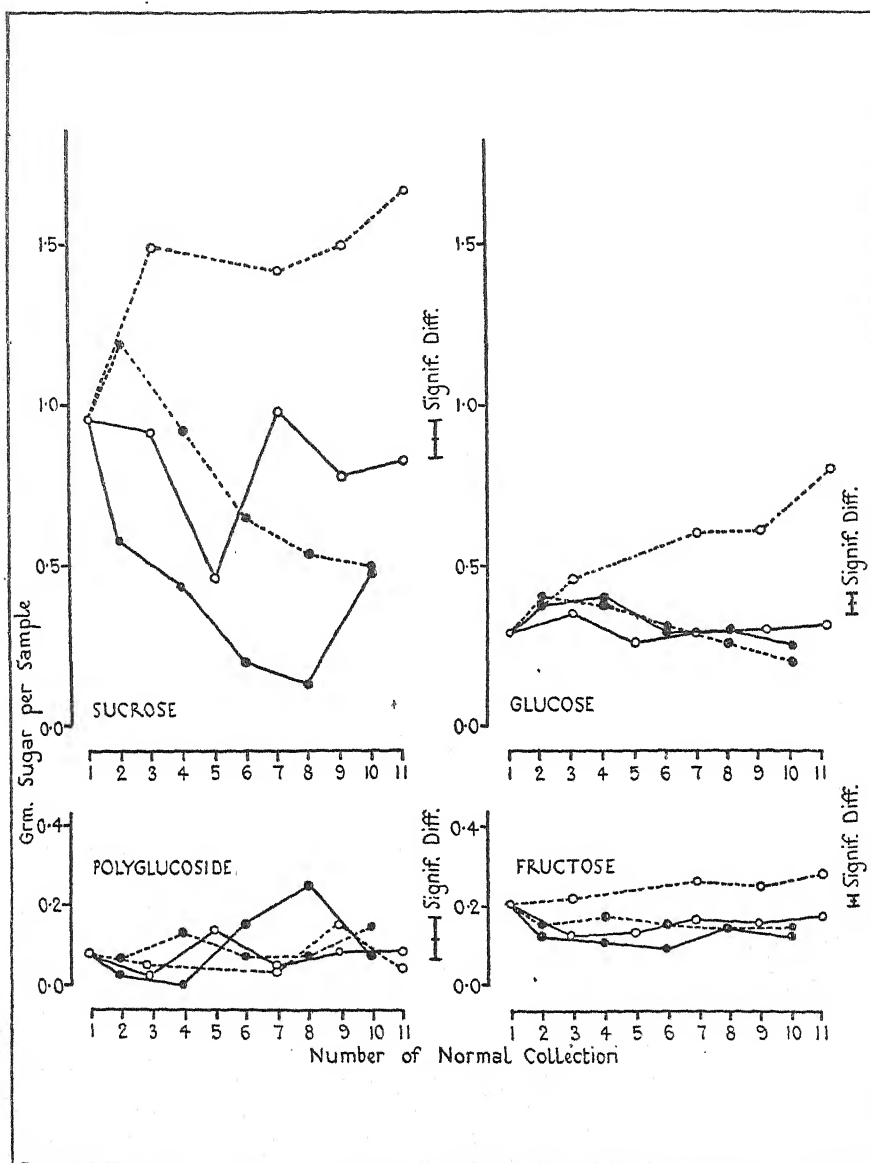 1·5
1·0
0·5
0·0
SUCROSE
Signif. Diff.
1 2 3 4 5 6 7 8 9 10 11
1·5
1·0
0·5
0·0
GLUCOSE
Signif. Diff.
1 2 3 4 5 6 7 8 9 10 11
Grm. Sugar per Sample
0·4
0·2
0·0
POLYGLUCOSIDE
Signif. Diff.
1 2 3 4 5 6 7 8 9 10 11
0·4
0·2
0·0
FRUCTOSE
Signif. Diff.
1 2 3 4 5 6 7 8 9 10 11
Number of Normal Collection